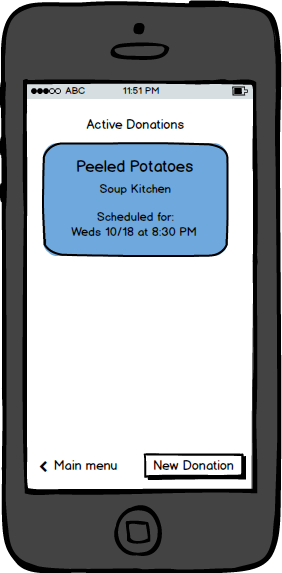 ABC 11:51 PM
Active Donations
Peeled Potatoes
Soup Kitchen
Scheduled for:
Weds 10/18 at 8:30 PM
Main menu New Donation